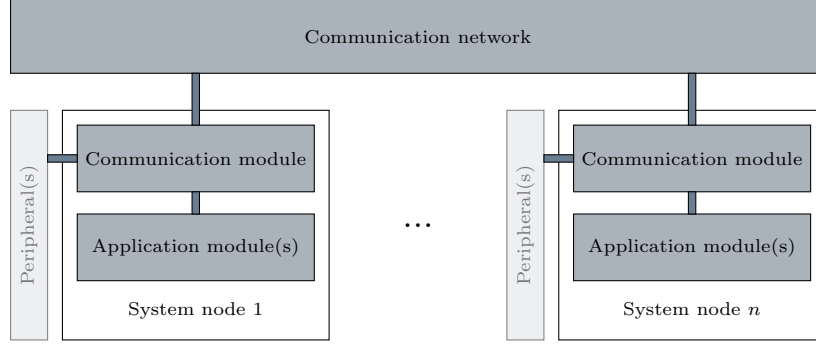 Communication network
Peripheral(s)
Communication module
Application module(s)
System node 1
...
Peripheral(s)
Communication module
Application module(s)
System node n